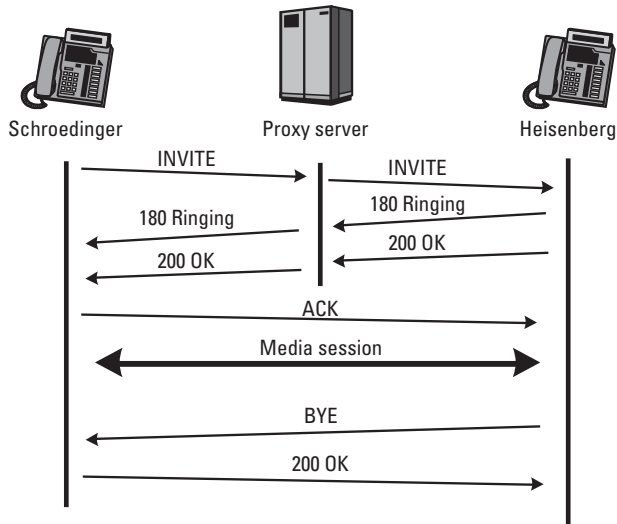 Schroedinger
Proxy server
Heisenberg
INVITE
INVITE
180 Ringing
180 Ringing
200 OK
200 OK
ACK
Media session
BYE
200 OK